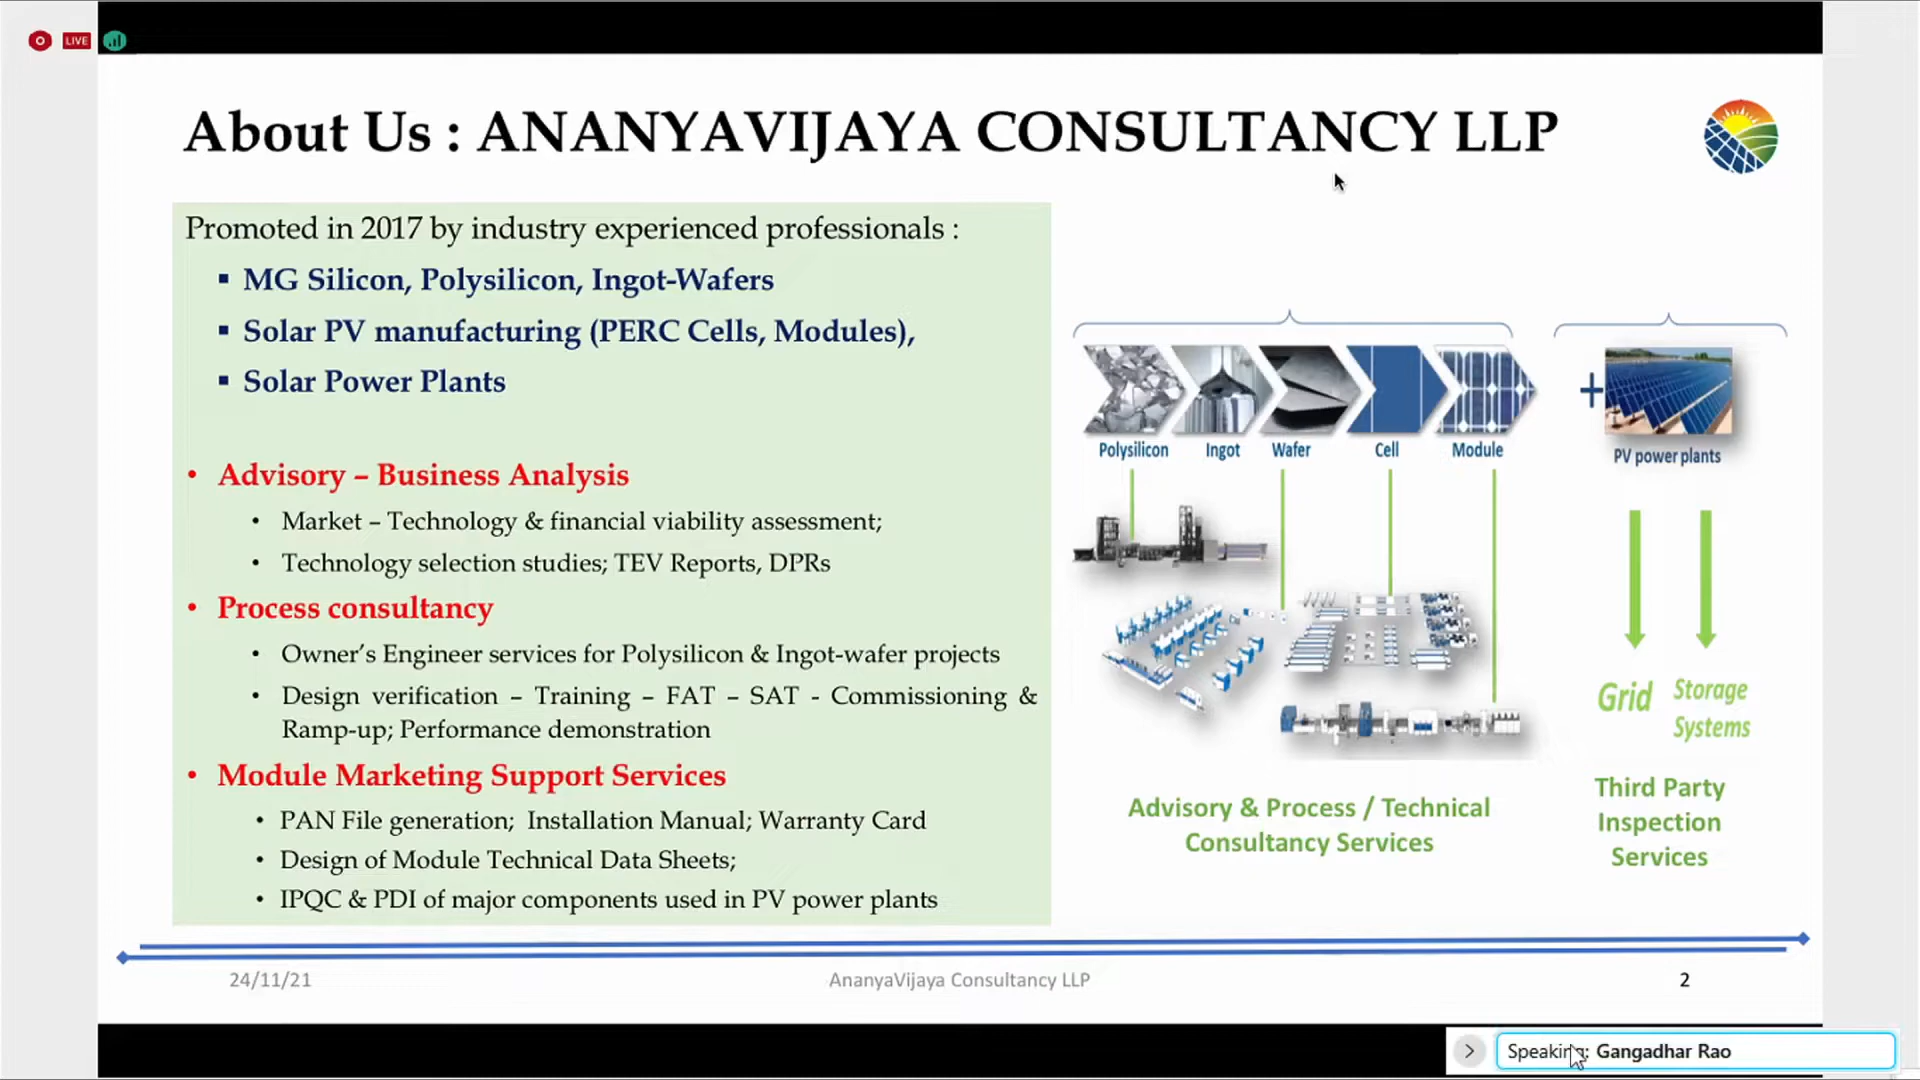 LIVE
About Us : ANANYAVIJAYA CONSULTANCY LLP
Promoted in 2017 by industry experienced professionals :
▪ MG Silicon, Polysilicon, Ingot-Wafers
▪ Solar PV manufacturing (PERC Cells, Modules),
▪ Solar Power Plants
• Advisory – Business Analysis
• Market – Technology & financial viability assessment;
• Technology selection studies; TEV Reports, DPRs
• Process consultancy
• Owner's Engineer services for Polysilicon & Ingot-wafer projects
• Design verification – Training – FAT – SAT - Commissioning &
Ramp-up; Performance demonstration
• Module Marketing Support Services
• PAN File generation; Installation Manual; Warranty Card
• Design of Module Technical Data Sheets;
• IPQC & PDI of major components used in PV power plants
Polysilicon Ingot Wafer Cell Module
+
PV power plants
Grid
Storage
Systems
Advisory & Process / Technical
Consultancy Services
Third Party
Inspection
Services
24/11/21 AnanyaVijaya Consultancy LLP 2
Speaking: Gangadhar Rao